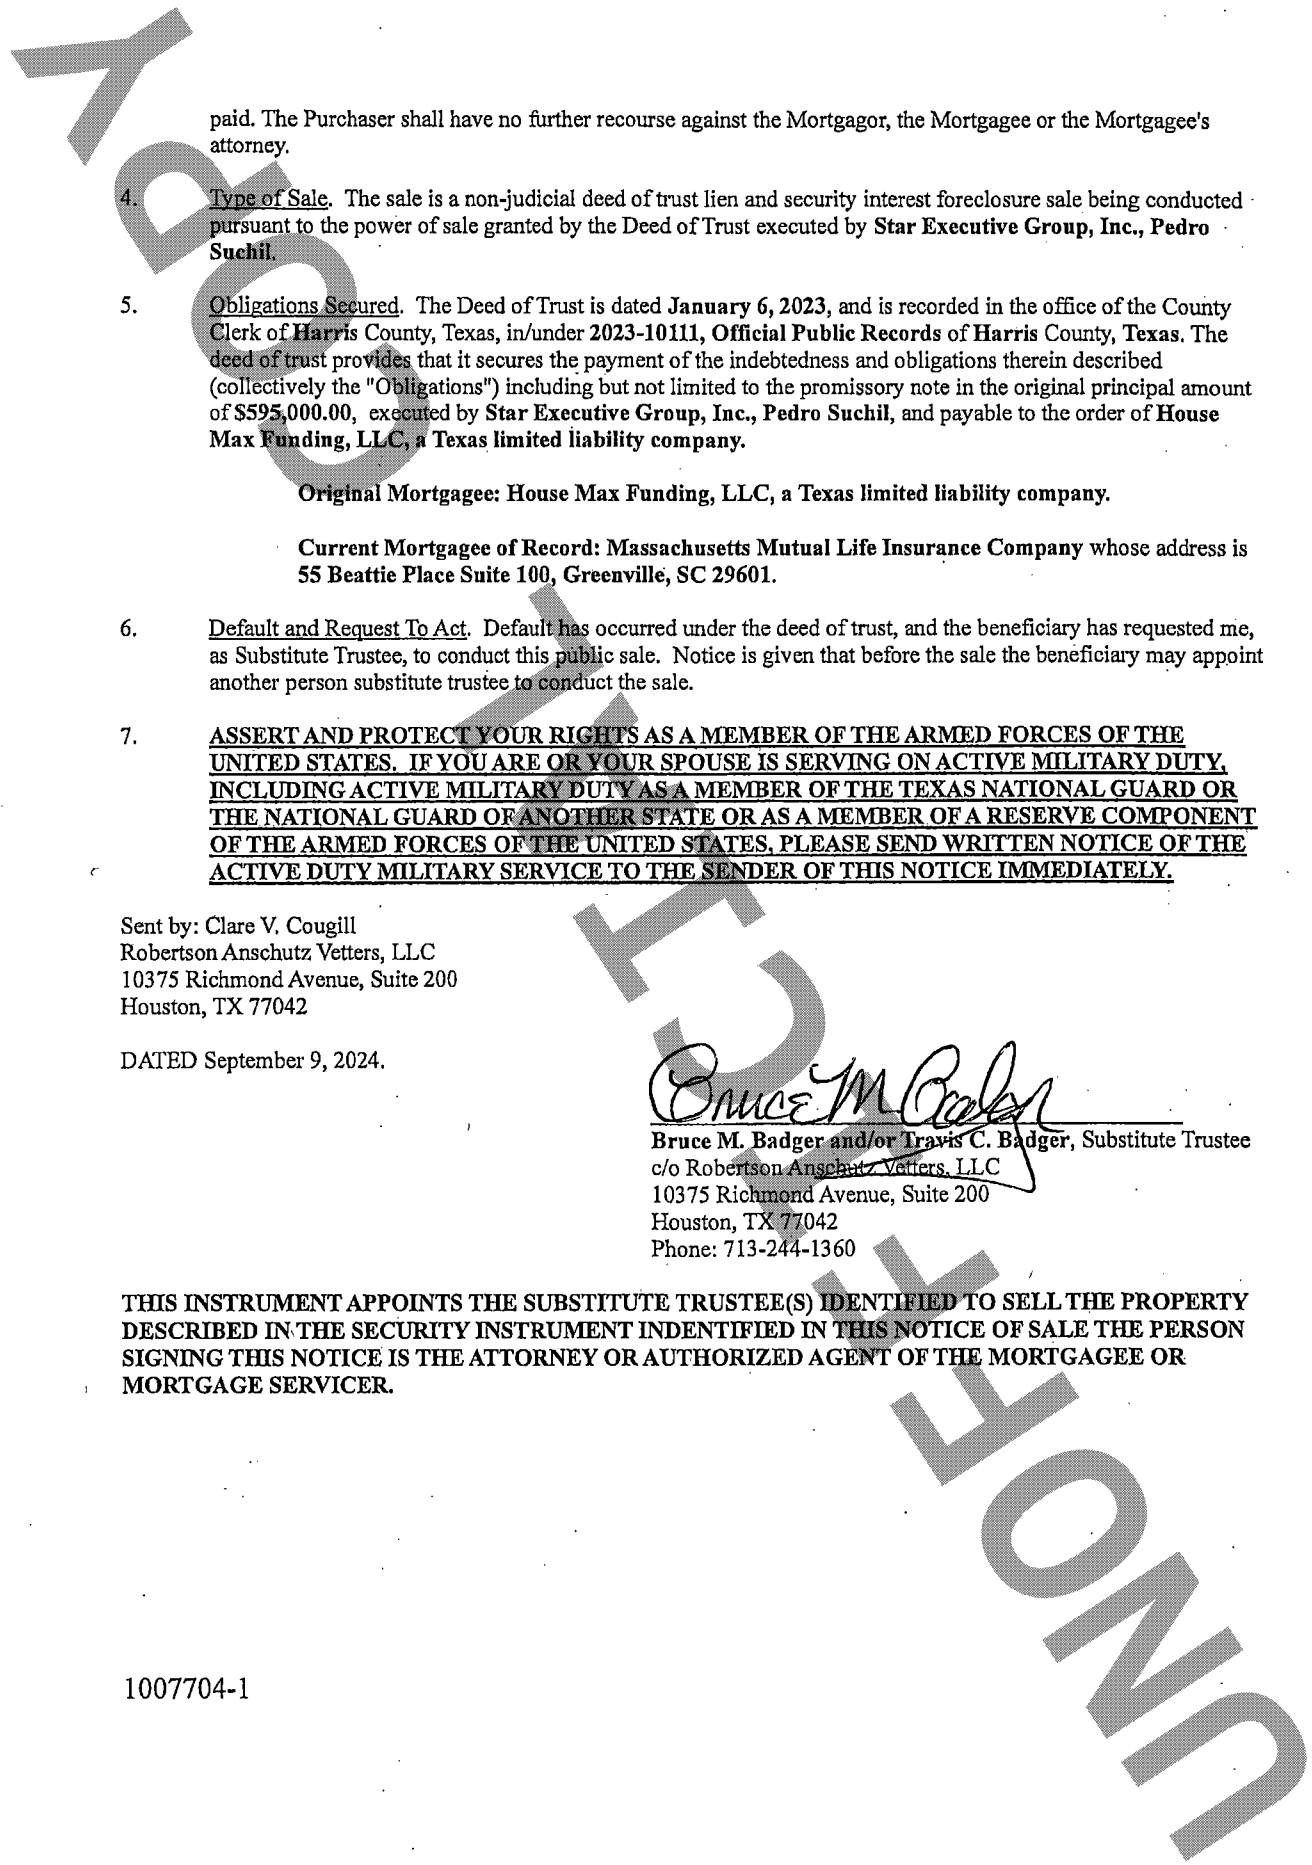 paid. The Purchaser shall have no further recourse against the Mortgagor, the Mortgagee or the Mortgagee's
attorney.
4. Type of Sale. The sale is a non-judicial deed of trust lien and security interest foreclosure sale being conducted
pursuant to the power of sale granted by the Deed of Trust executed by Star Executive Group, Inc., Pedro
Suchil.
5. Obligations Secured. The Deed of Trust is dated January 6, 2023, and is recorded in the office of the County
Clerk of Harris County, Texas, in/under 2023-10111, Official Public Records of Harris County, Texas. The
deed of trust provides that it secures the payment of the indebtedness and obligations therein described
(collectively the "Obligations") including but not limited to the promissory note in the original principal amount
of $595,000.00, executed by Star Executive Group, Inc., Pedro Suchil, and payable to the order of House
Max Funding, LLC, a Texas limited liability company.
Original Mortgagee: House Max Funding, LLC, a Texas limited liability company.
Current Mortgagee of Record: Massachusetts Mutual Life Insurance Company whose address is
55 Beattie Place Suite 100, Greenville, SC 29601.
6. Default and Request To Act. Default has occurred under the deed of trust, and the beneficiary has requested me,
as Substitute Trustee, to conduct this public sale. Notice is given that before the sale the beneficiary may appoint
another person substitute trustee to conduct the sale.
7. ASSERT AND PROTECT YOUR RIGHTS AS A MEMBER OF THE ARMED FORCES OF THE
UNITED STATES. IF YOU ARE OR YOUR SPOUSE IS SERVING ON ACTIVE MILITARY DUTY,
INCLUDING ACTIVE MILITARY DUTY AS A MEMBER OF THE TEXAS NATIONAL GUARD OR
THE NATIONAL GUARD OF ANOTHER STATE OR AS A MEMBER OF A RESERVE COMPONENT
OF THE ARMED FORCES OF THE UNITED STATES, PLEASE SEND WRITTEN NOTICE OF THE
ACTIVE DUTY MILITARY SERVICE TO THE SENDER OF THIS NOTICE IMMEDIATELY.
Sent by: Clare V. Cougill
Robertson Anschutz Vetters, LLC
10375 Richmond Avenue, Suite 200
Houston, TX 77042
DATED September 9, 2024.
Bruce M Badger
Bruce M. Badger and/or Travis C. Badger, Substitute Trustee
c/o Robertson Anschutz Vetters, LLC
10375 Richmond Avenue, Suite 200
Houston, TX 77042
Phone: 713-244-1360
THIS INSTRUMENT APPOINTS THE SUBSTITUTE TRUSTEE(S) IDENTIFIED TO SELL THE PROPERTY
DESCRIBED IN THE SECURITY INSTRUMENT INDENTIFIED IN THIS NOTICE OF SALE THE PERSON
SIGNING THIS NOTICE IS THE ATTORNEY OR AUTHORIZED AGENT OF THE MORTGAGEE OR
MORTGAGE SERVICER.
1007704-1
UNOFFICIAL COPY